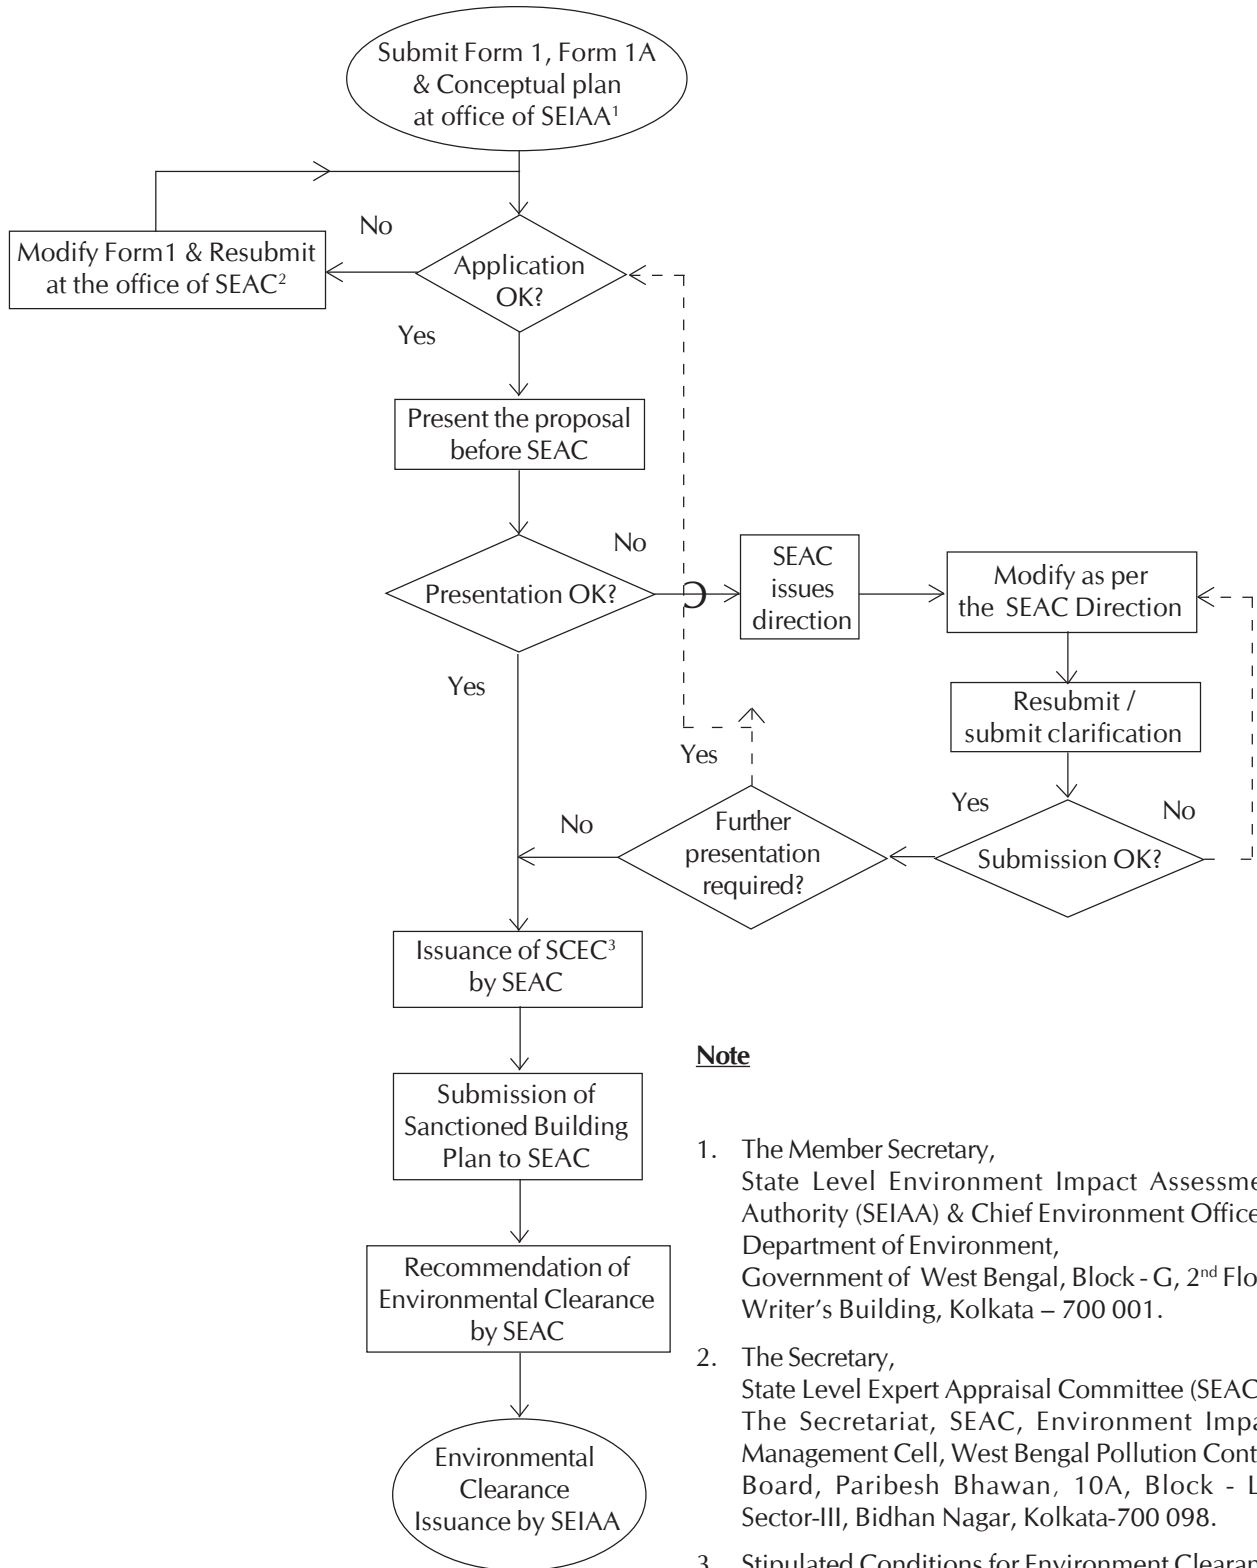 Submit Form 1, Form 1A
& Conceptual plan
at office of SEIAA¹
No
Modify Form1 & Resubmit
at the office of SEAC²
Application
OK?
Yes
Present the proposal
before SEAC
No
Presentation OK?
SEAC
issues
direction
Modify as per
the SEAC Direction
Yes
Resubmit /
submit clarification
Yes
Yes
No
No
Further
presentation
required?
Submission OK?
Issuance of SCEC³
by SEAC
Submission of
Sanctioned Building
Plan to SEAC
Recommendation of
Environmental Clearance
by SEAC
Environmental
Clearance
Issuance by SEIAA
Note
1. The Member Secretary,
State Level Environment Impact Assessme
Authority (SEIAA) & Chief Environment Office
Department of Environment,
Government of West Bengal, Block - G, 2nd Flo
Writer's Building, Kolkata – 700 001.
2. The Secretary,
State Level Expert Appraisal Committee (SEAC
The Secretariat, SEAC, Environment Impa
Management Cell, West Bengal Pollution Cont
Board, Paribesh Bhawan, 10A, Block - L
Sector-III, Bidhan Nagar, Kolkata-700 098.
3. Stipulated Conditions for Environment Clearan